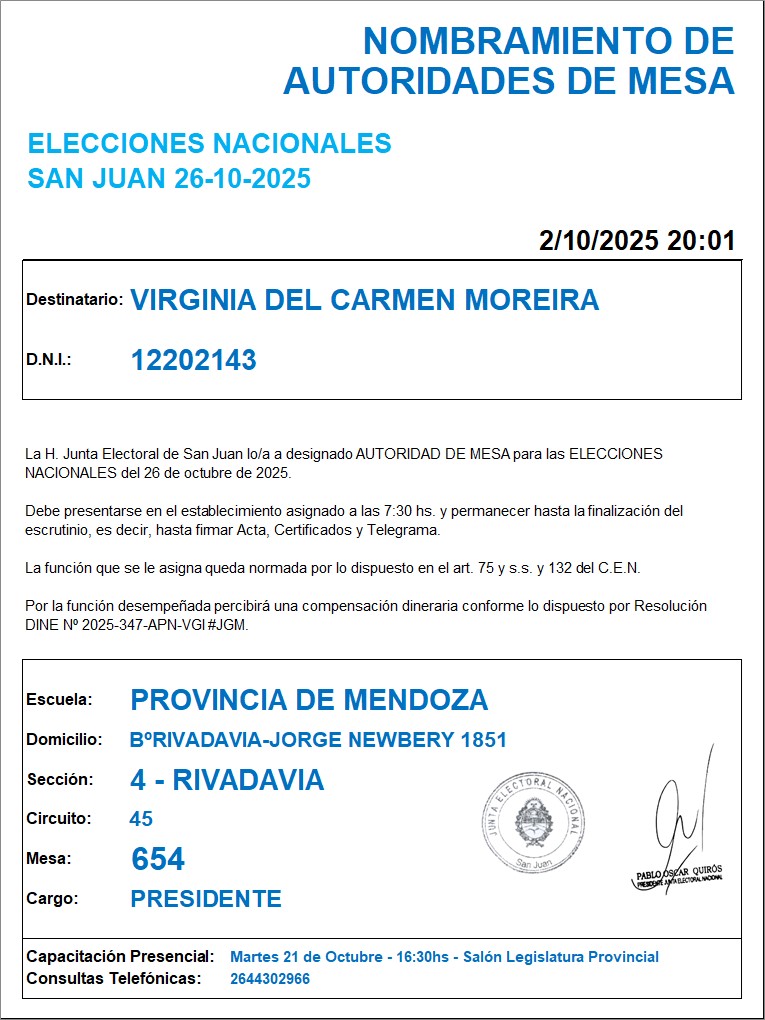 NOMBRAMIENTO DE
AUTORIDADES DE MESA
ELECCIONES NACIONALES
SAN JUAN 26-10-2025
2/10/2025 20:01
Destinatario: VIRGINIA DEL CARMEN MOREIRA
D.N.I.: 12202143
La H. Junta Electoral de San Juan lo/a a designado AUTORIDAD DE MESA para las ELECCIONES
NACIONALES del 26 de octubre de 2025.
Debe presentarse en el establecimiento asignado a las 7:30 hs. y permanecer hasta la finalización del
escrutinio, es decir, hasta firmar Acta, Certificados y Telegrama.
La función que se le asigna queda normada por lo dispuesto en el art. 75 y s.s. y 132 del C.E.N.
Por la función desempeñada percibirá una compensación dineraria conforme lo dispuesto por Resolución
DINE Nº 2025-347-APN-VGI#JGM.
Escuela: PROVINCIA DE MENDOZA
Domicilio: BºRIVADAVIA-JORGE NEWBERY 1851
Sección: 4 - RIVADAVIA
Circuito: 45
Mesa: 654
Cargo: PRESIDENTE
JUNTA ELECTORAL NACIONAL
San Juan
PABLO OSCAR QUIRÓS
PRESIDENTE JUNTA ELECTORAL NACIONAL
Capacitación Presencial: Martes 21 de Octubre - 16:30hs - Salón Legislatura Provincial
Consultas Telefónicas: 2644302966